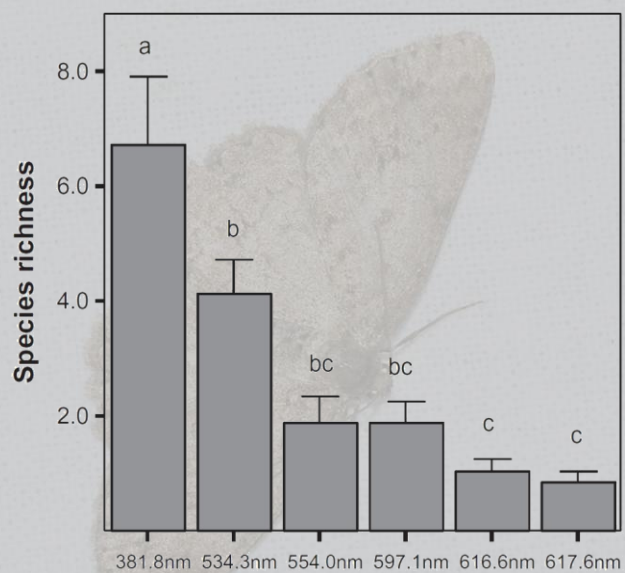 Species richness
8.0
6.0
4.0
2.0
a
b
bc
bc
c
c
381.8nm 534.3nm 554.0nm 597.1nm 616.6nm 617.6nm